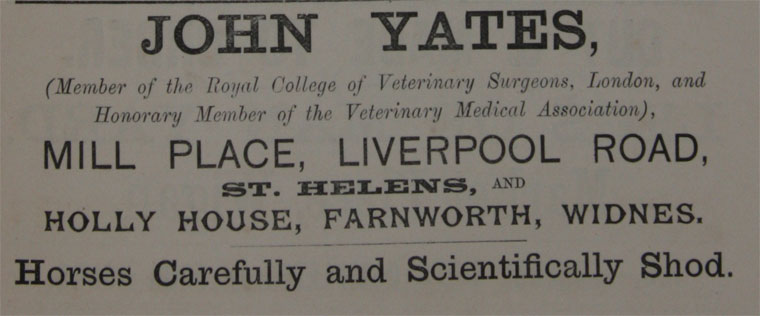 JOHN YATES,
(Member of the Royal College of Veterinary Surgeons, London, and
Honorary Member of the Veterinary Medical Association),
MILL PLACE, LIVERPOOL ROAD,
ST. HELENS, AND
HOLLY HOUSE, FARNWORTH, WIDNES.
Horses Carefully and Scientifically Shod.